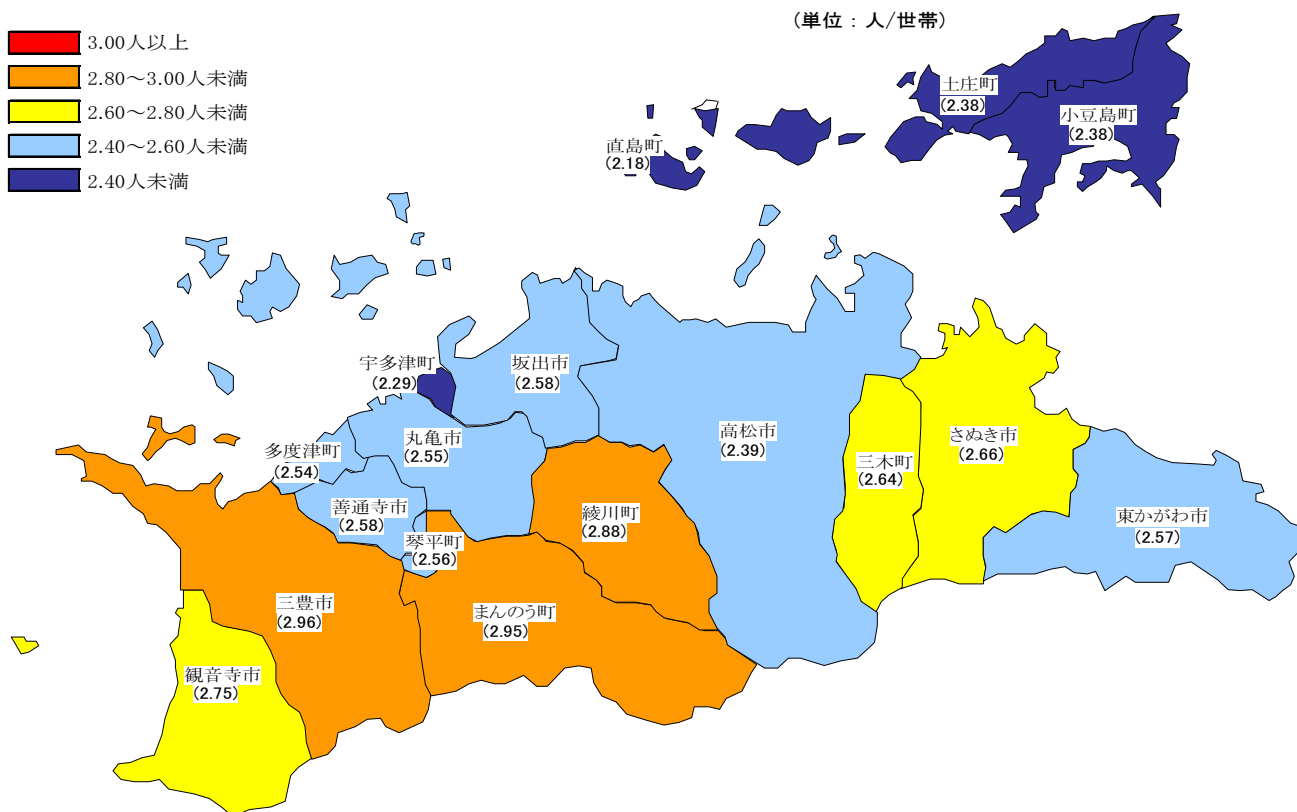 (単位：人/世帯)
3.00人以上
2.80～3.00人未満
2.60～2.80人未満
2.40～2.60人未満
2.40人未満
土庄町
(2.38)
小豆島町
(2.38)
直島町
(2.18)
宇多津町
(2.29)
坂出市
(2.58)
高松市
(2.39)
丸亀市
(2.55)
多度津町
(2.54)
さぬき市
(2.66)
三木町
(2.64)
善通寺市
(2.58)
綾川町
(2.88)
東かがわ市
(2.57)
琴平町
(2.56)
三豊市
(2.96)
まんのう町
(2.95)
観音寺市
(2.75)